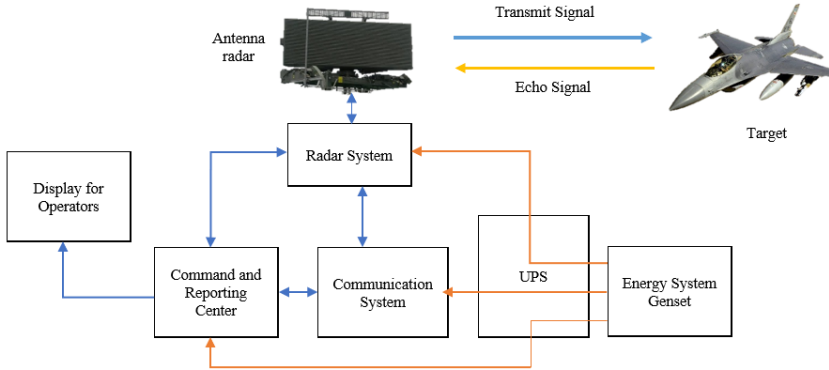 Transmit Signal
Antenna
radar
Echo Signal
Target
Radar System
Display for
Operators
UPS
Command and
Reporting
Center
Communication
System
Energy System
Genset